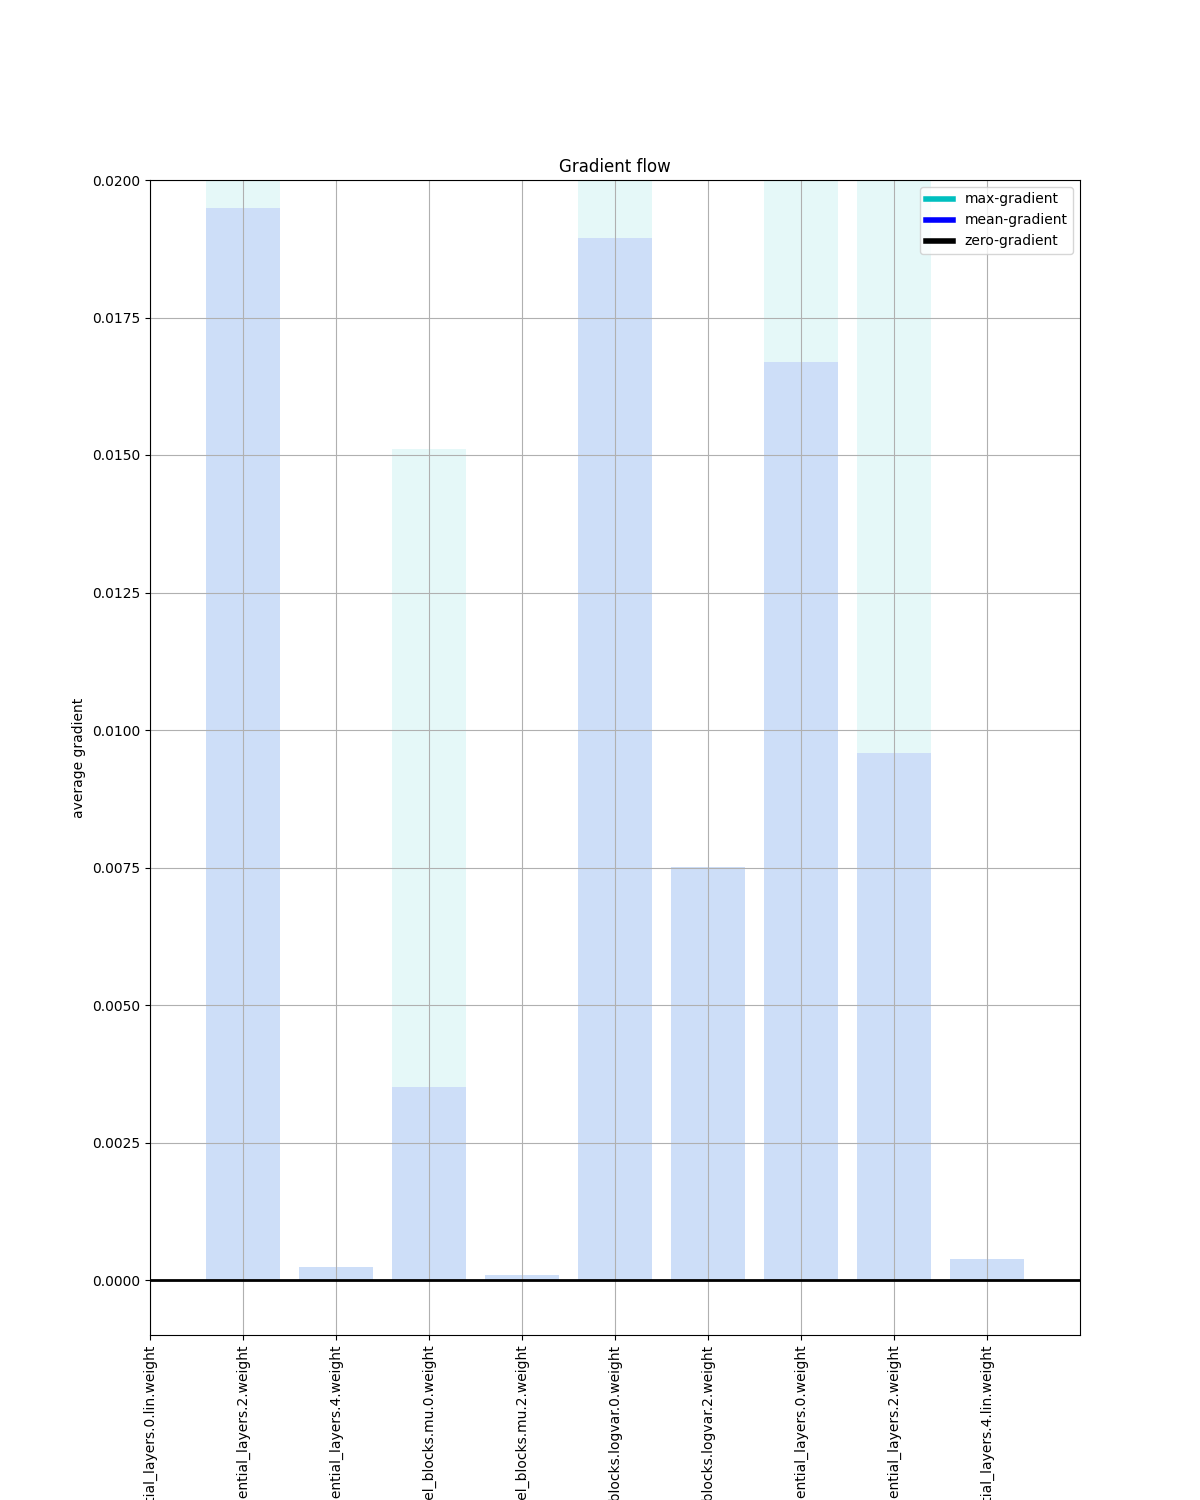 Gradient flow
max-gradient
mean-gradient
zero-gradient
0.0200
0.0175
0.0150
0.0125
0.0100
0.0075
0.0050
0.0025
0.0000
average gradient
tial_layers.0.lin.weight
ential_layers.2.weight
ential_layers.4.weight
el_blocks.mu.0.weight
el_blocks.mu.2.weight
blocks.logvar.0.weight
blocks.logvar.2.weight
ential_layers.0.weight
ential_layers.2.weight
tial_layers.4.lin.weight